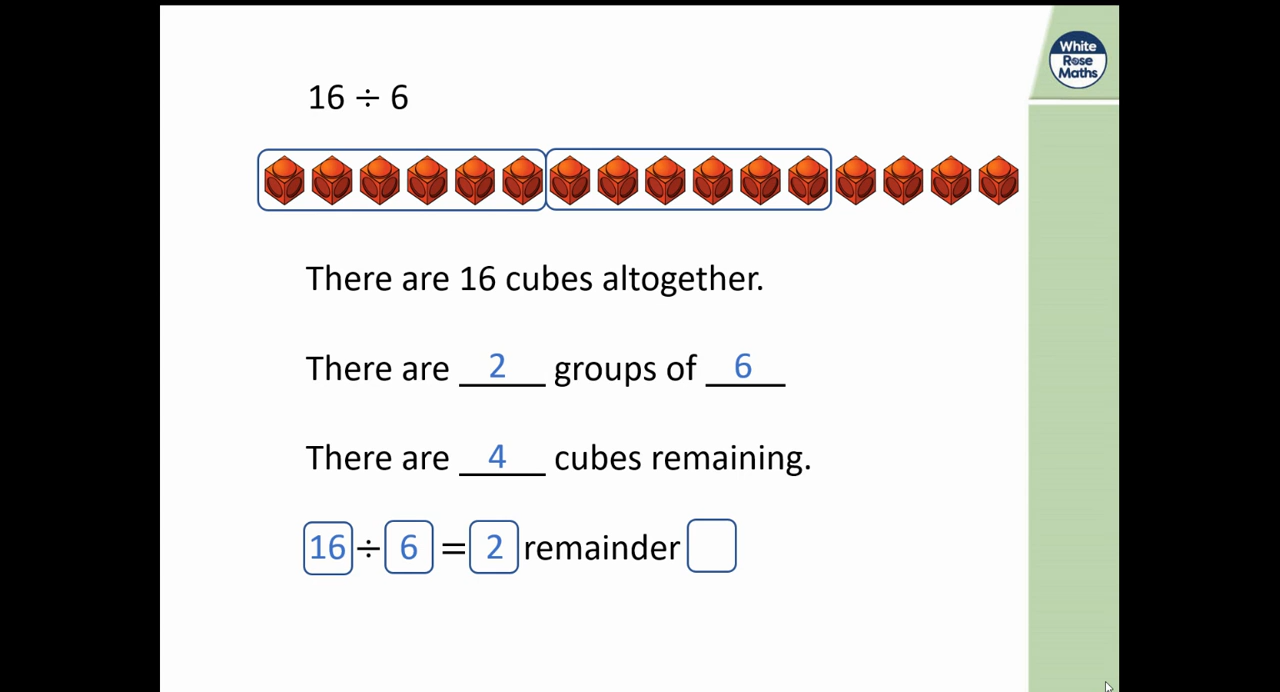 White
Rose
Maths
16 ÷ 6
There are 16 cubes altogether.
There are 2 groups of 6
There are 4 cubes remaining.
16 ÷ 6 = 2 remainder